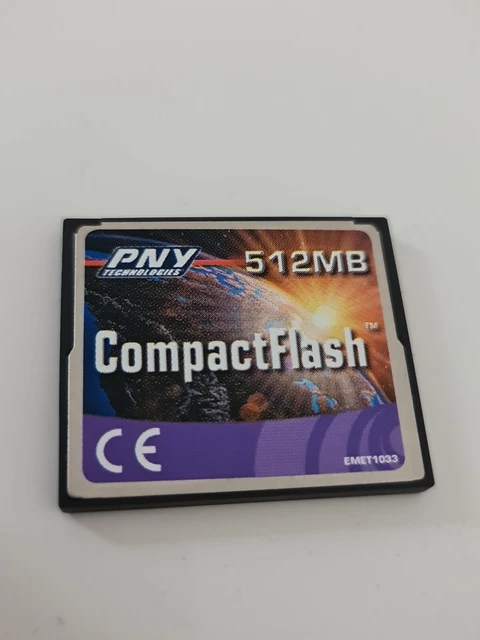 PNY
TECHNOLOGIES
512MB
CompactFlash™
CE
EMET1033